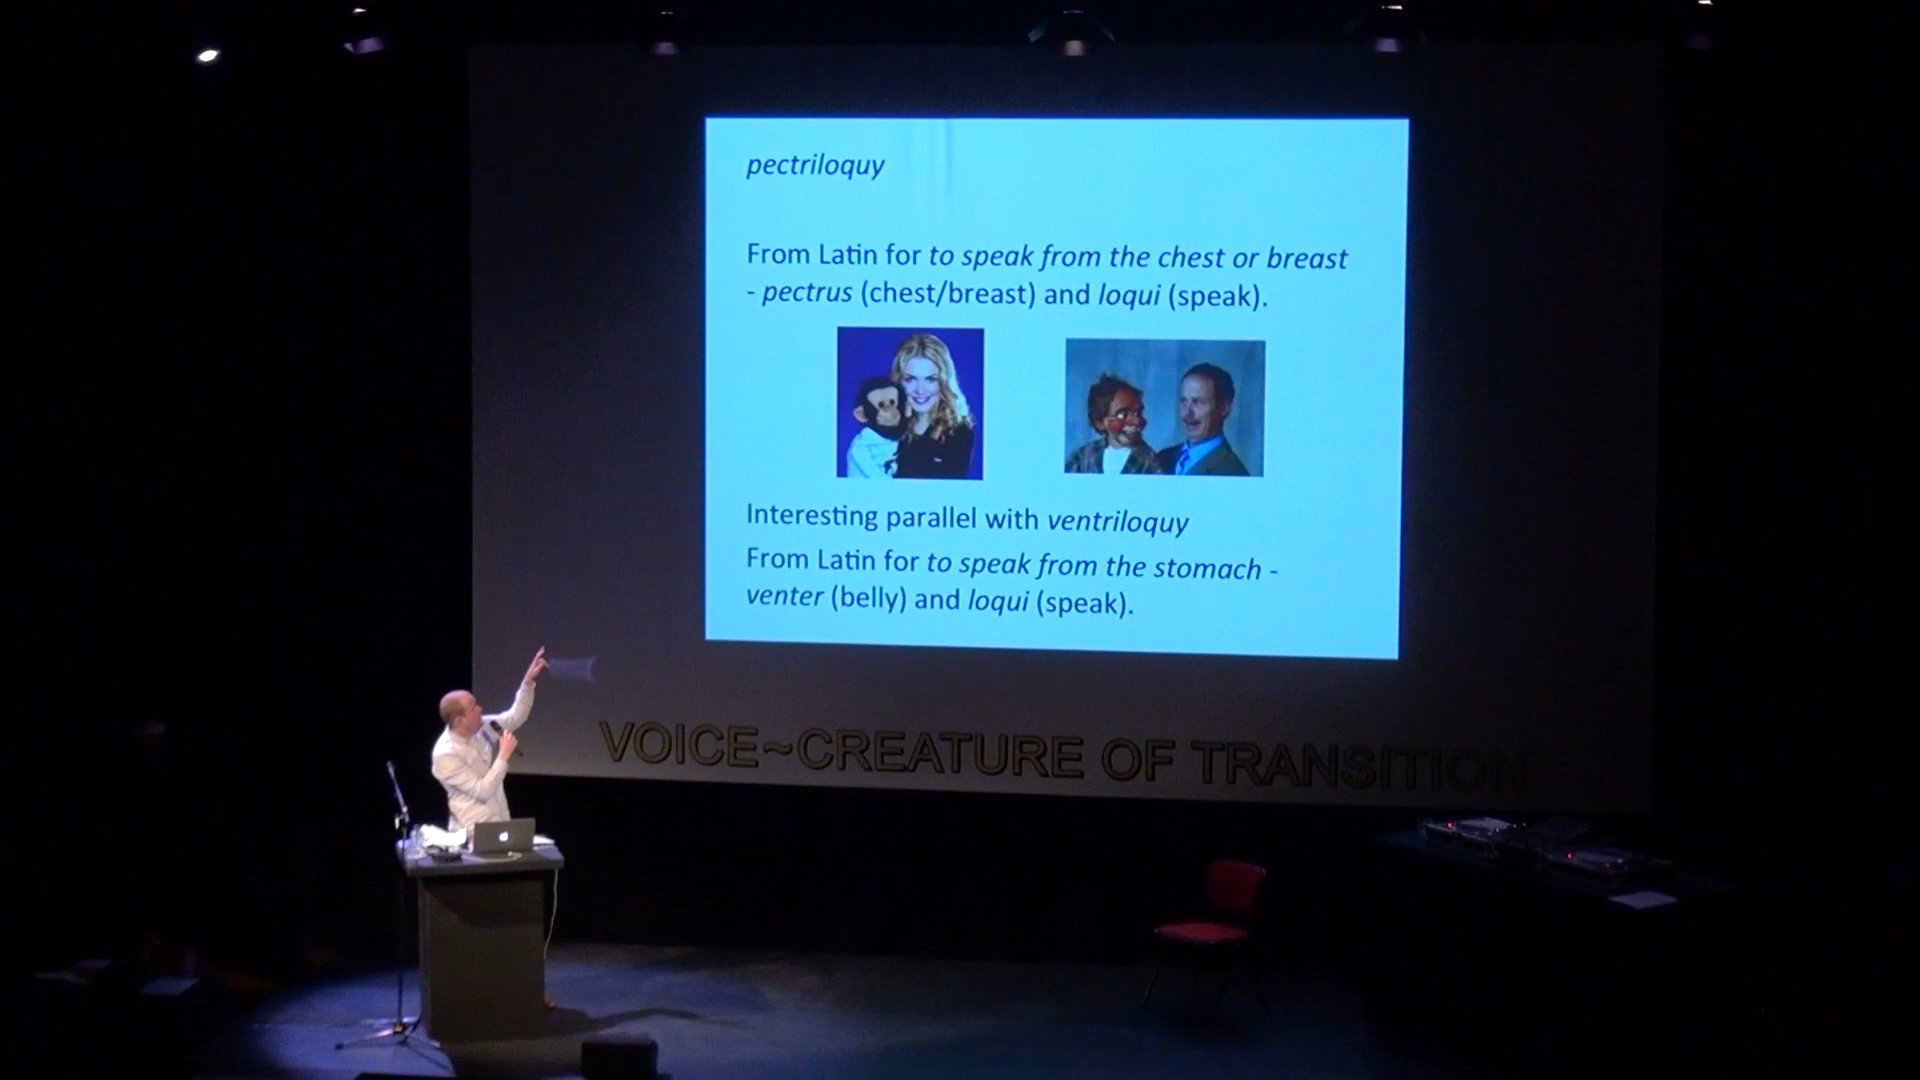 pectriloquy
From Latin for to speak from the chest or breast
- pectrus (chest/breast) and loqui (speak).
Interesting parallel with ventriloquy
From Latin for to speak from the stomach -
venter (belly) and loqui (speak).
VOICE~CREATURE OF TRANSITION